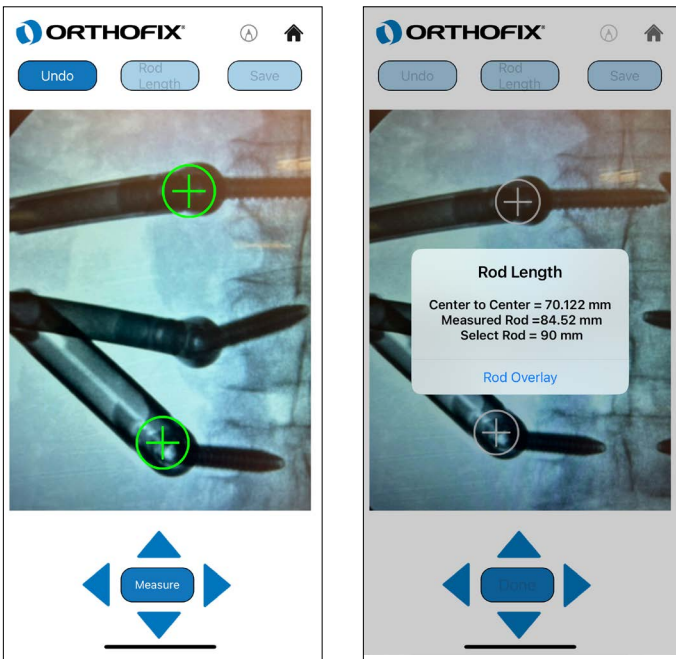 ORTHOFIX®
Undo
Rod
Length
Save
Measure
ORTHOFIX®
Undo
Rod
Length
Save
Rod Length
Center to Center = 70.122 mm
Measured Rod =84.52 mm
Select Rod = 90 mm
Rod Overlay
Done